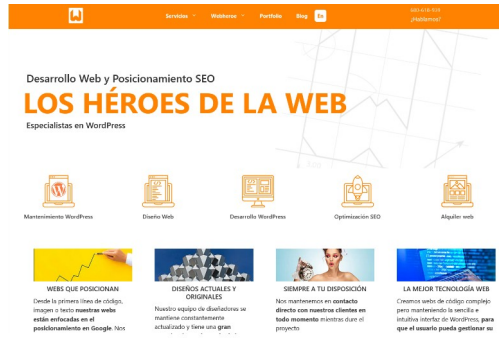 Servicios Webheroe Portfolio Blog En
¿Hablamos?
Desarrollo Web y Posicionamiento SEO
LOS HÉROES DE LA WEB
Especialistas en WordPress
Mantenimiento WordPress
Diseño Web
Desarrollo WordPress
Optimización SEO
Alquiler web
WEBS QUE POSICIONAN
Desde la primera línea de código,
imagen o texto nuestras webs
están enfocadas en el
posicionamiento en Google. Nos
DISEÑOS ACTUALES Y
ORIGINALES
Nuestro equipo de diseñadores se
mantiene constantemente
actualizado y tiene una gran
SIEMPRE A TU DISPOSICIÓN
Nos mantenemos en contacto
directo con nuestros clientes en
todo momento mientras dure el
proyecto.
LA MEJOR TECNOLOGÍA WEB
Creamos webs de código complejo
pero manteniendo la sencilla e
intuitiva interfaz de WordPress, para
que el usuario pueda gestionar su